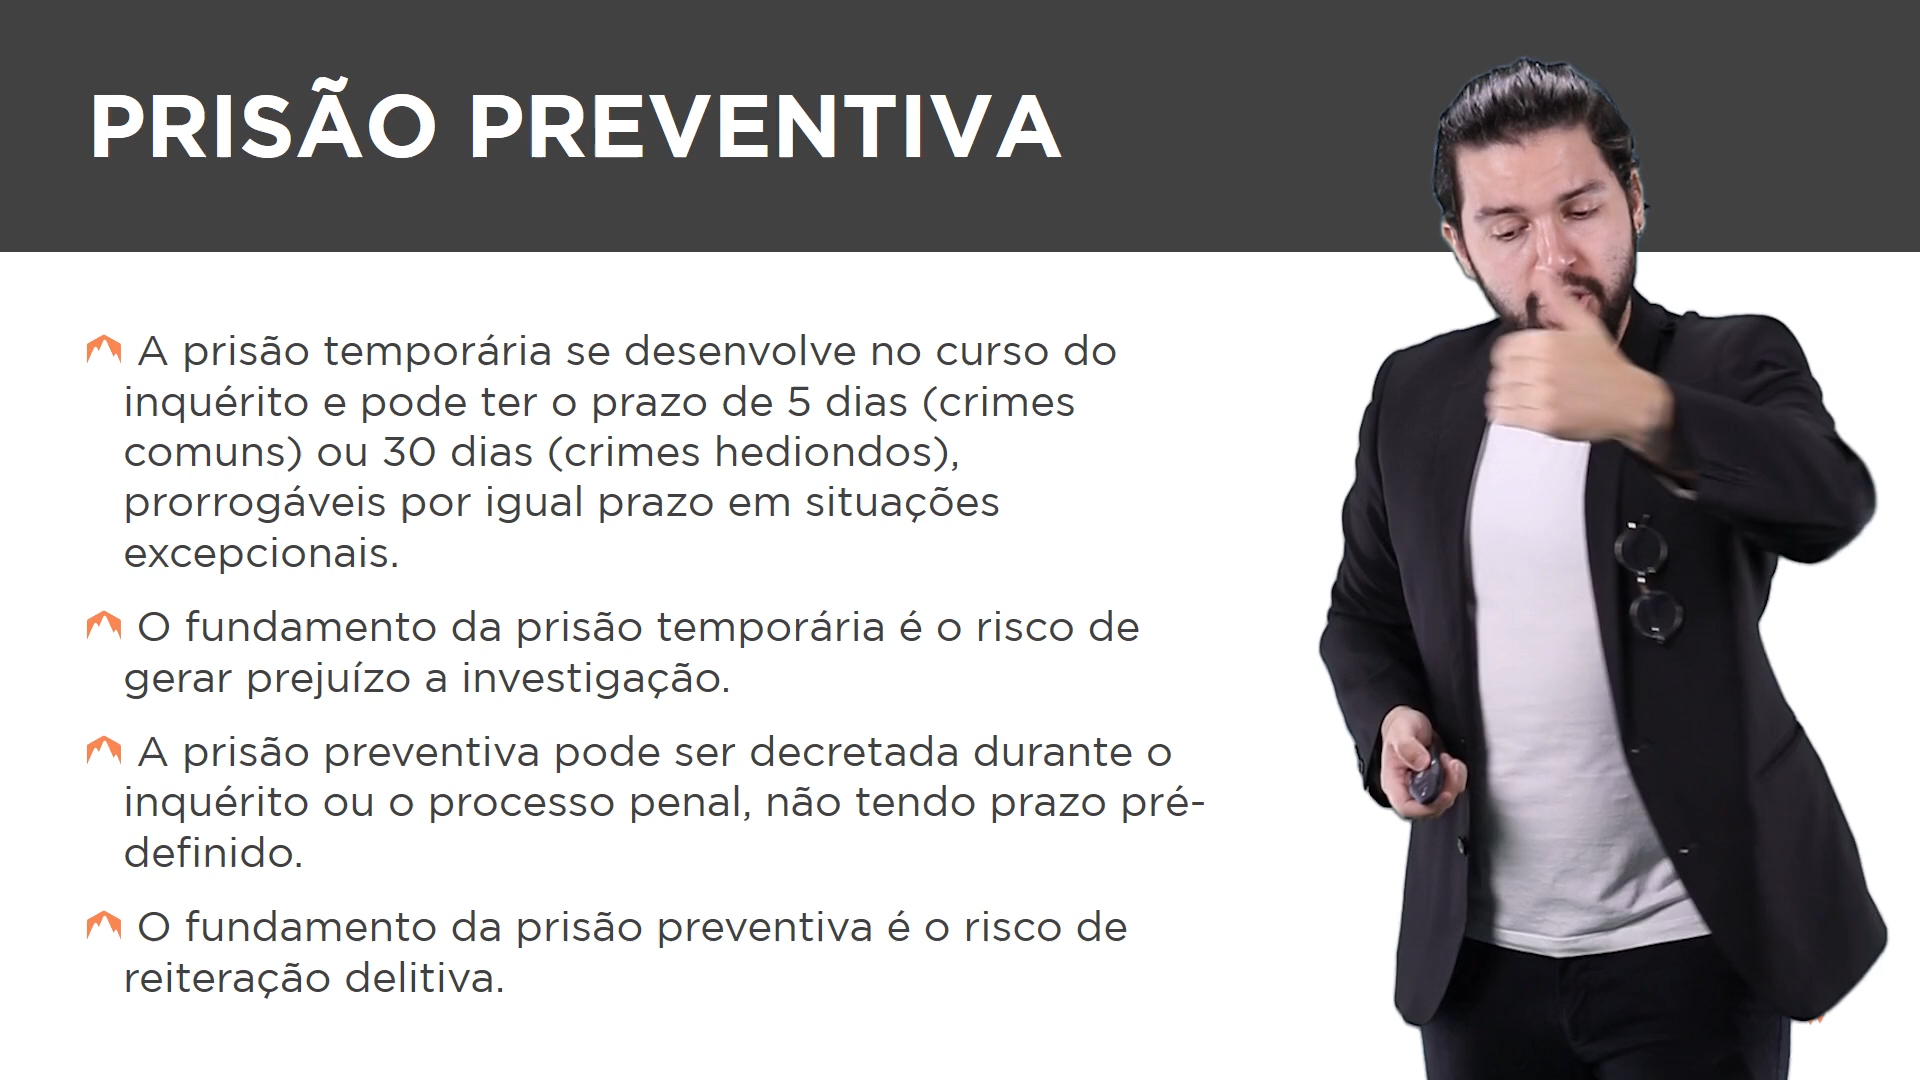 PRISÃO PREVENTIVA
A prisão temporária se desenvolve no curso do
inquérito e pode ter o prazo de 5 dias (crimes
comuns) ou 30 dias (crimes hediondos),
prorrogáveis por igual prazo em situações
excepcionais.
O fundamento da prisão temporária é o risco de
gerar prejuízo a investigação.
A prisão preventiva pode ser decretada durante o
inquérito ou o processo penal, não tendo prazo pré-
definido.
O fundamento da prisão preventiva é o risco de
reiteração delitiva.